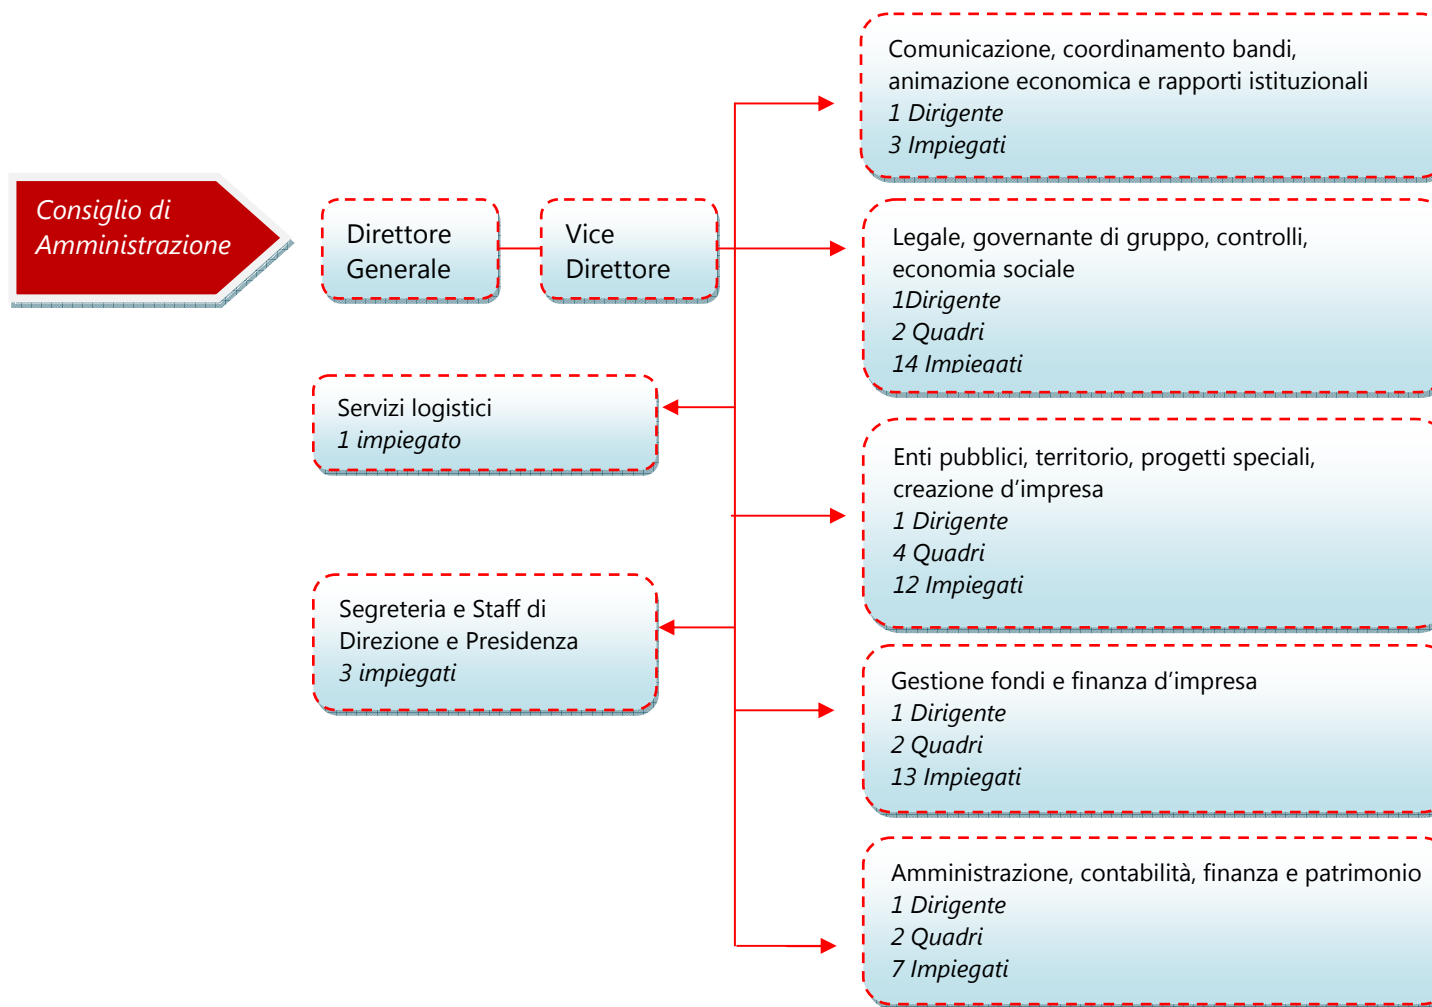 Consiglio di
Amministrazione
Direttore
Generale
Vice
Direttore
Servizi logistici
1 impiegato
Segreteria e Staff di
Direzione e Presidenza
3 impiegati
Comunicazione, coordinamento bandi,
animazione economica e rapporti istituzionali
1 Dirigente
3 Impiegati
Legale, governante di gruppo, controlli,
economia sociale
1Dirigente
2 Quadri
14 Impiegati
Enti pubblici, territorio, progetti speciali,
creazione d’impresa
1 Dirigente
4 Quadri
12 Impiegati
Gestione fondi e finanza d’impresa
1 Dirigente
2 Quadri
13 Impiegati
Amministrazione, contabilità, finanza e patrimonio
1 Dirigente
2 Quadri
7 Impiegati